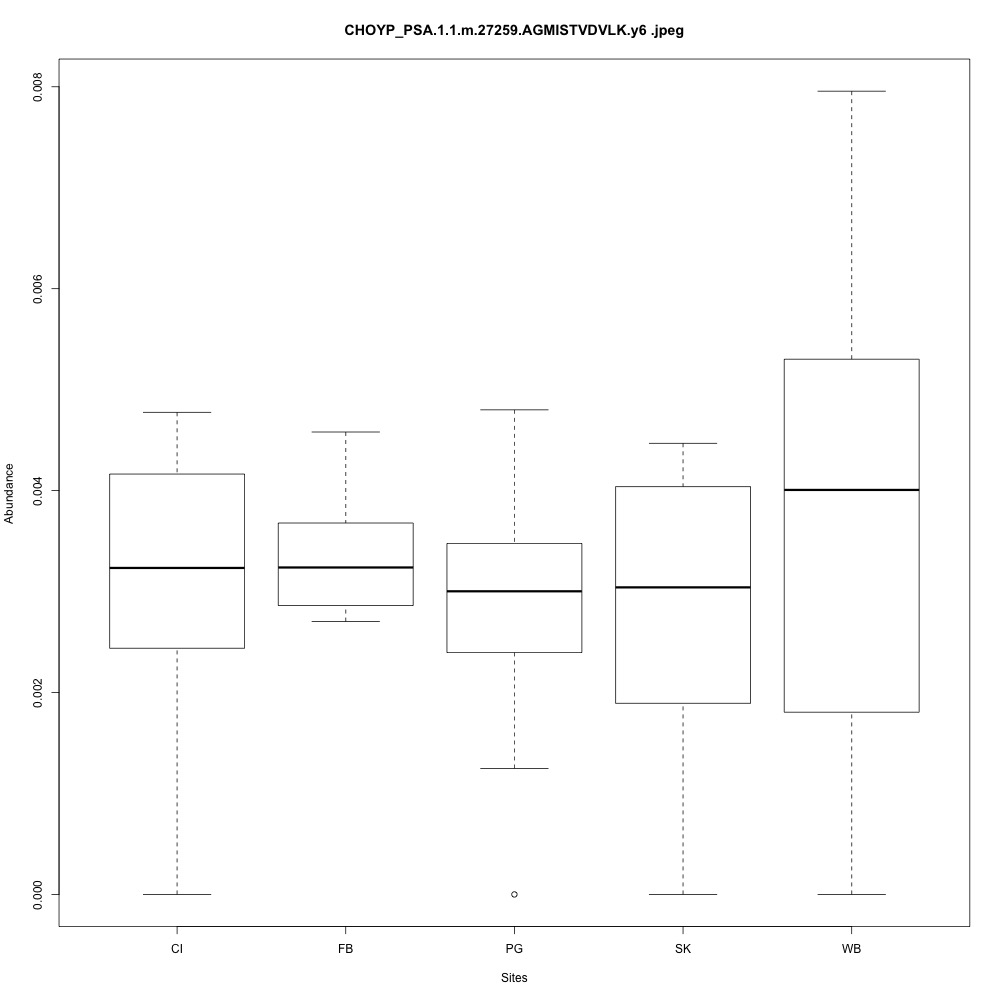 CHOYP_PSA.1.1.m.27259.AGMISTVDVLK.y6 .jpeg
Abundance
0.008
0.006
0.004
0.002
0.000
CI FB PG SK WB
Sites